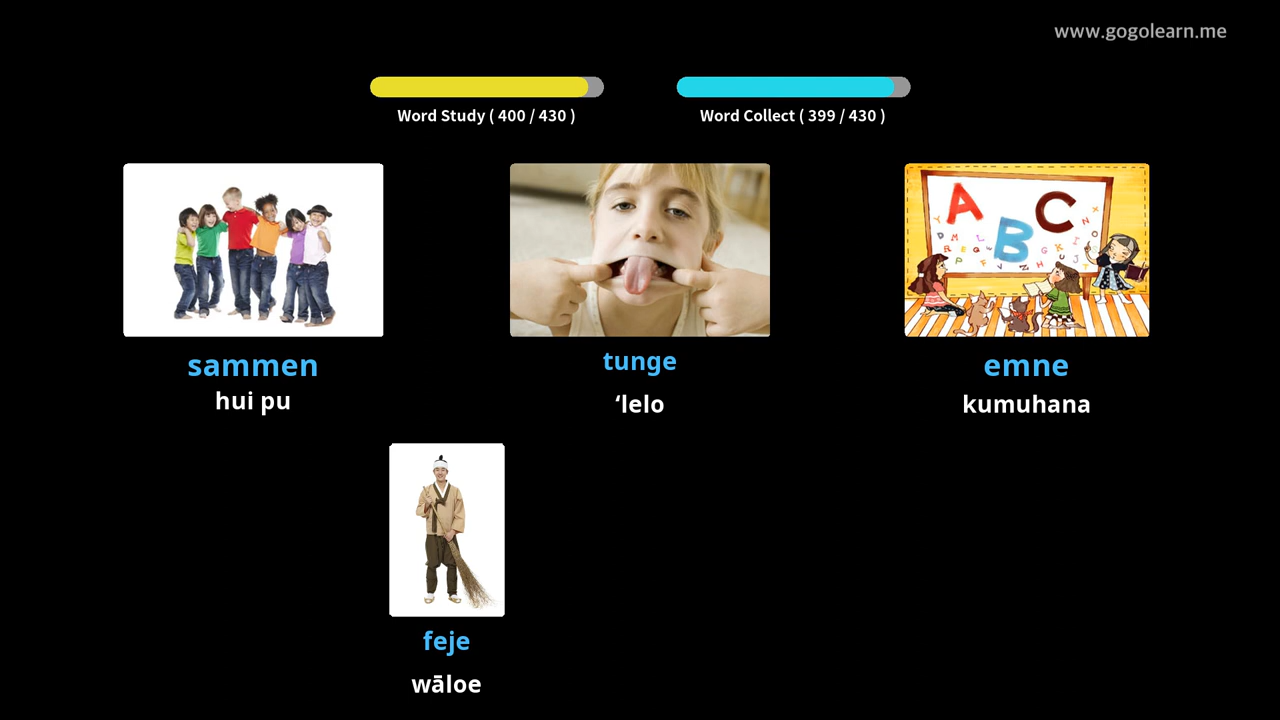 www.gogolearn.me
Word Study ( 400 / 430 )
Word Collect ( 399 / 430 )
sammen
hui pu
tunge
ʻlelo
emne
kumuhana
A B C
feje
wāloe